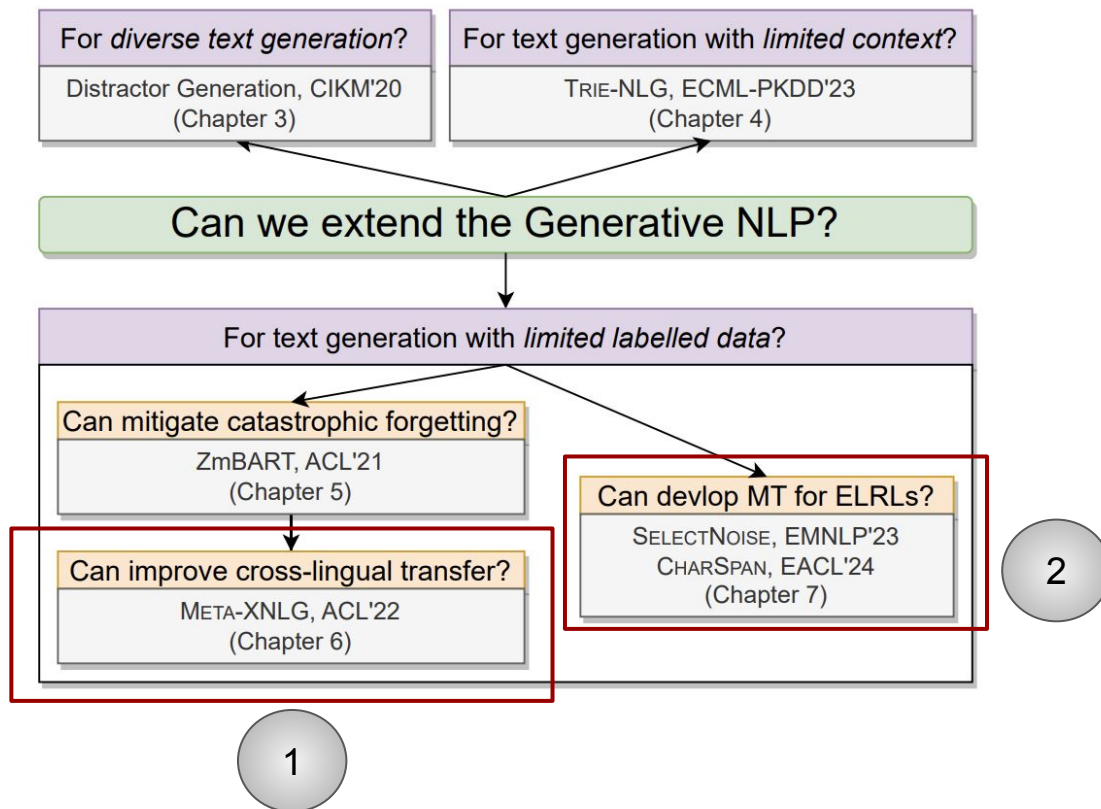 For diverse text generation?
Distractor Generation, CIKM'20
(Chapter 3)
For text generation with limited context?
TRIE-NLG, ECML-PKDD'23
(Chapter 4)
Can we extend the Generative NLP?
For text generation with limited labelled data?
Can mitigate catastrophic forgetting?
ZmBART, ACL'21
(Chapter 5)
Can improve cross-lingual transfer?
META-XNLG, ACL'22
(Chapter 6)
Can devlop MT for ELRLs?
SELECTNOISE, EMNLP'23
CHARSPAN, EACL'24
(Chapter 7)
2
1